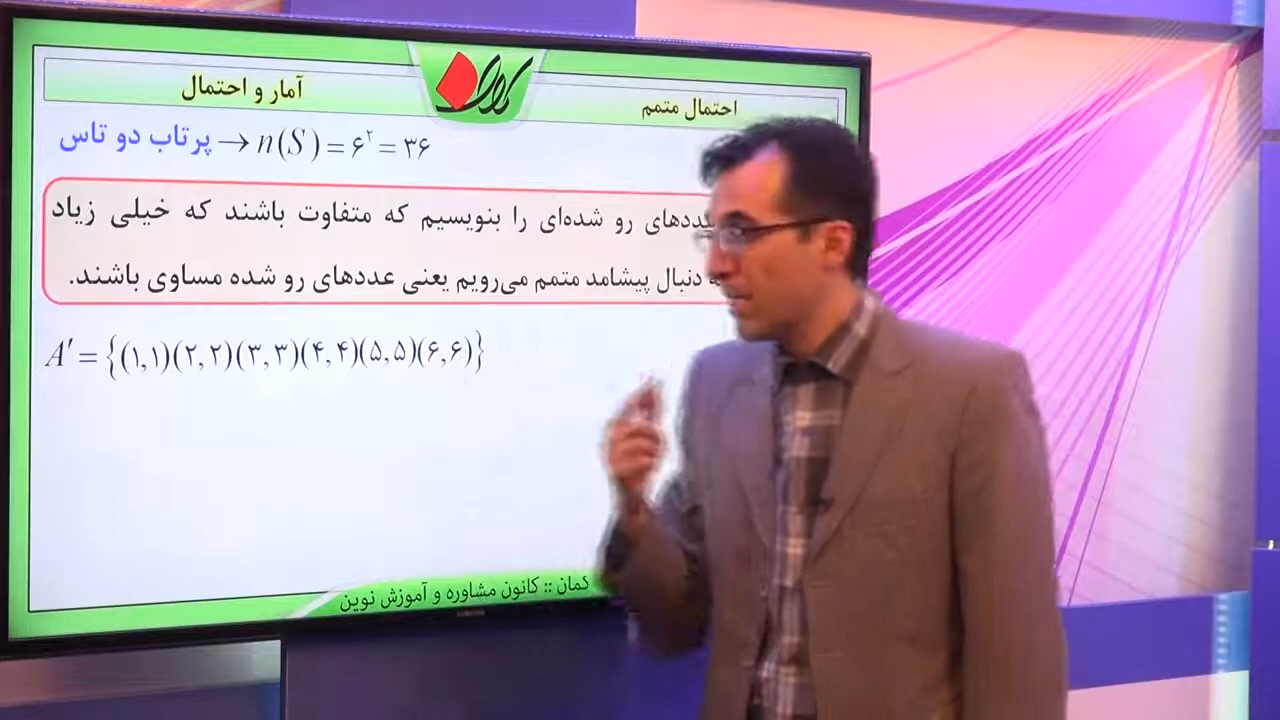 احتمال متمم
آمار و احتمال
پرتاب دو تاس → n(S) = ۶² = ۳۶
عددهای رو شده‌ای را بنویسیم که متفاوت باشند که خیلی زیاد
دنبال پیشامد متمم می‌رویم یعنی عددهای رو شده مساوی باشند.
A′ = {(۱,۱)(۲,۲)(۳,۳)(۴,۴)(۵,۵)(۶,۶)}
کمان :: کانون مشاوره و آموزش نوین